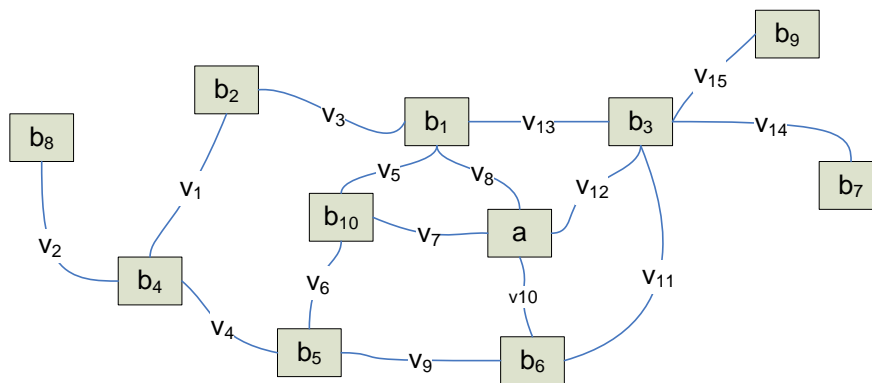 b₉
v₁₅
b₂
v₃
b₁
v₁₃
b₃
v₁₄
b₈
v₁
v₅
v₈
v₁₂
b₇
b₁₀
v₇
a
v₂
b₄
v₆
v10
v₁₁
v₄
b₅
v₉
b₆